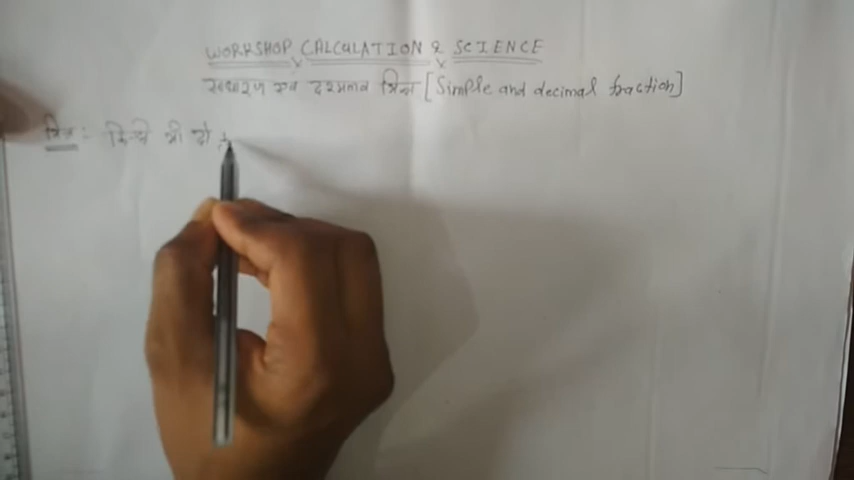 WORKSHOP CALCULATION & SCIENCE
साधारण एवं दशमलव भिन्न [Simple and decimal fraction]
भिन्न :- किन्ही भी दो